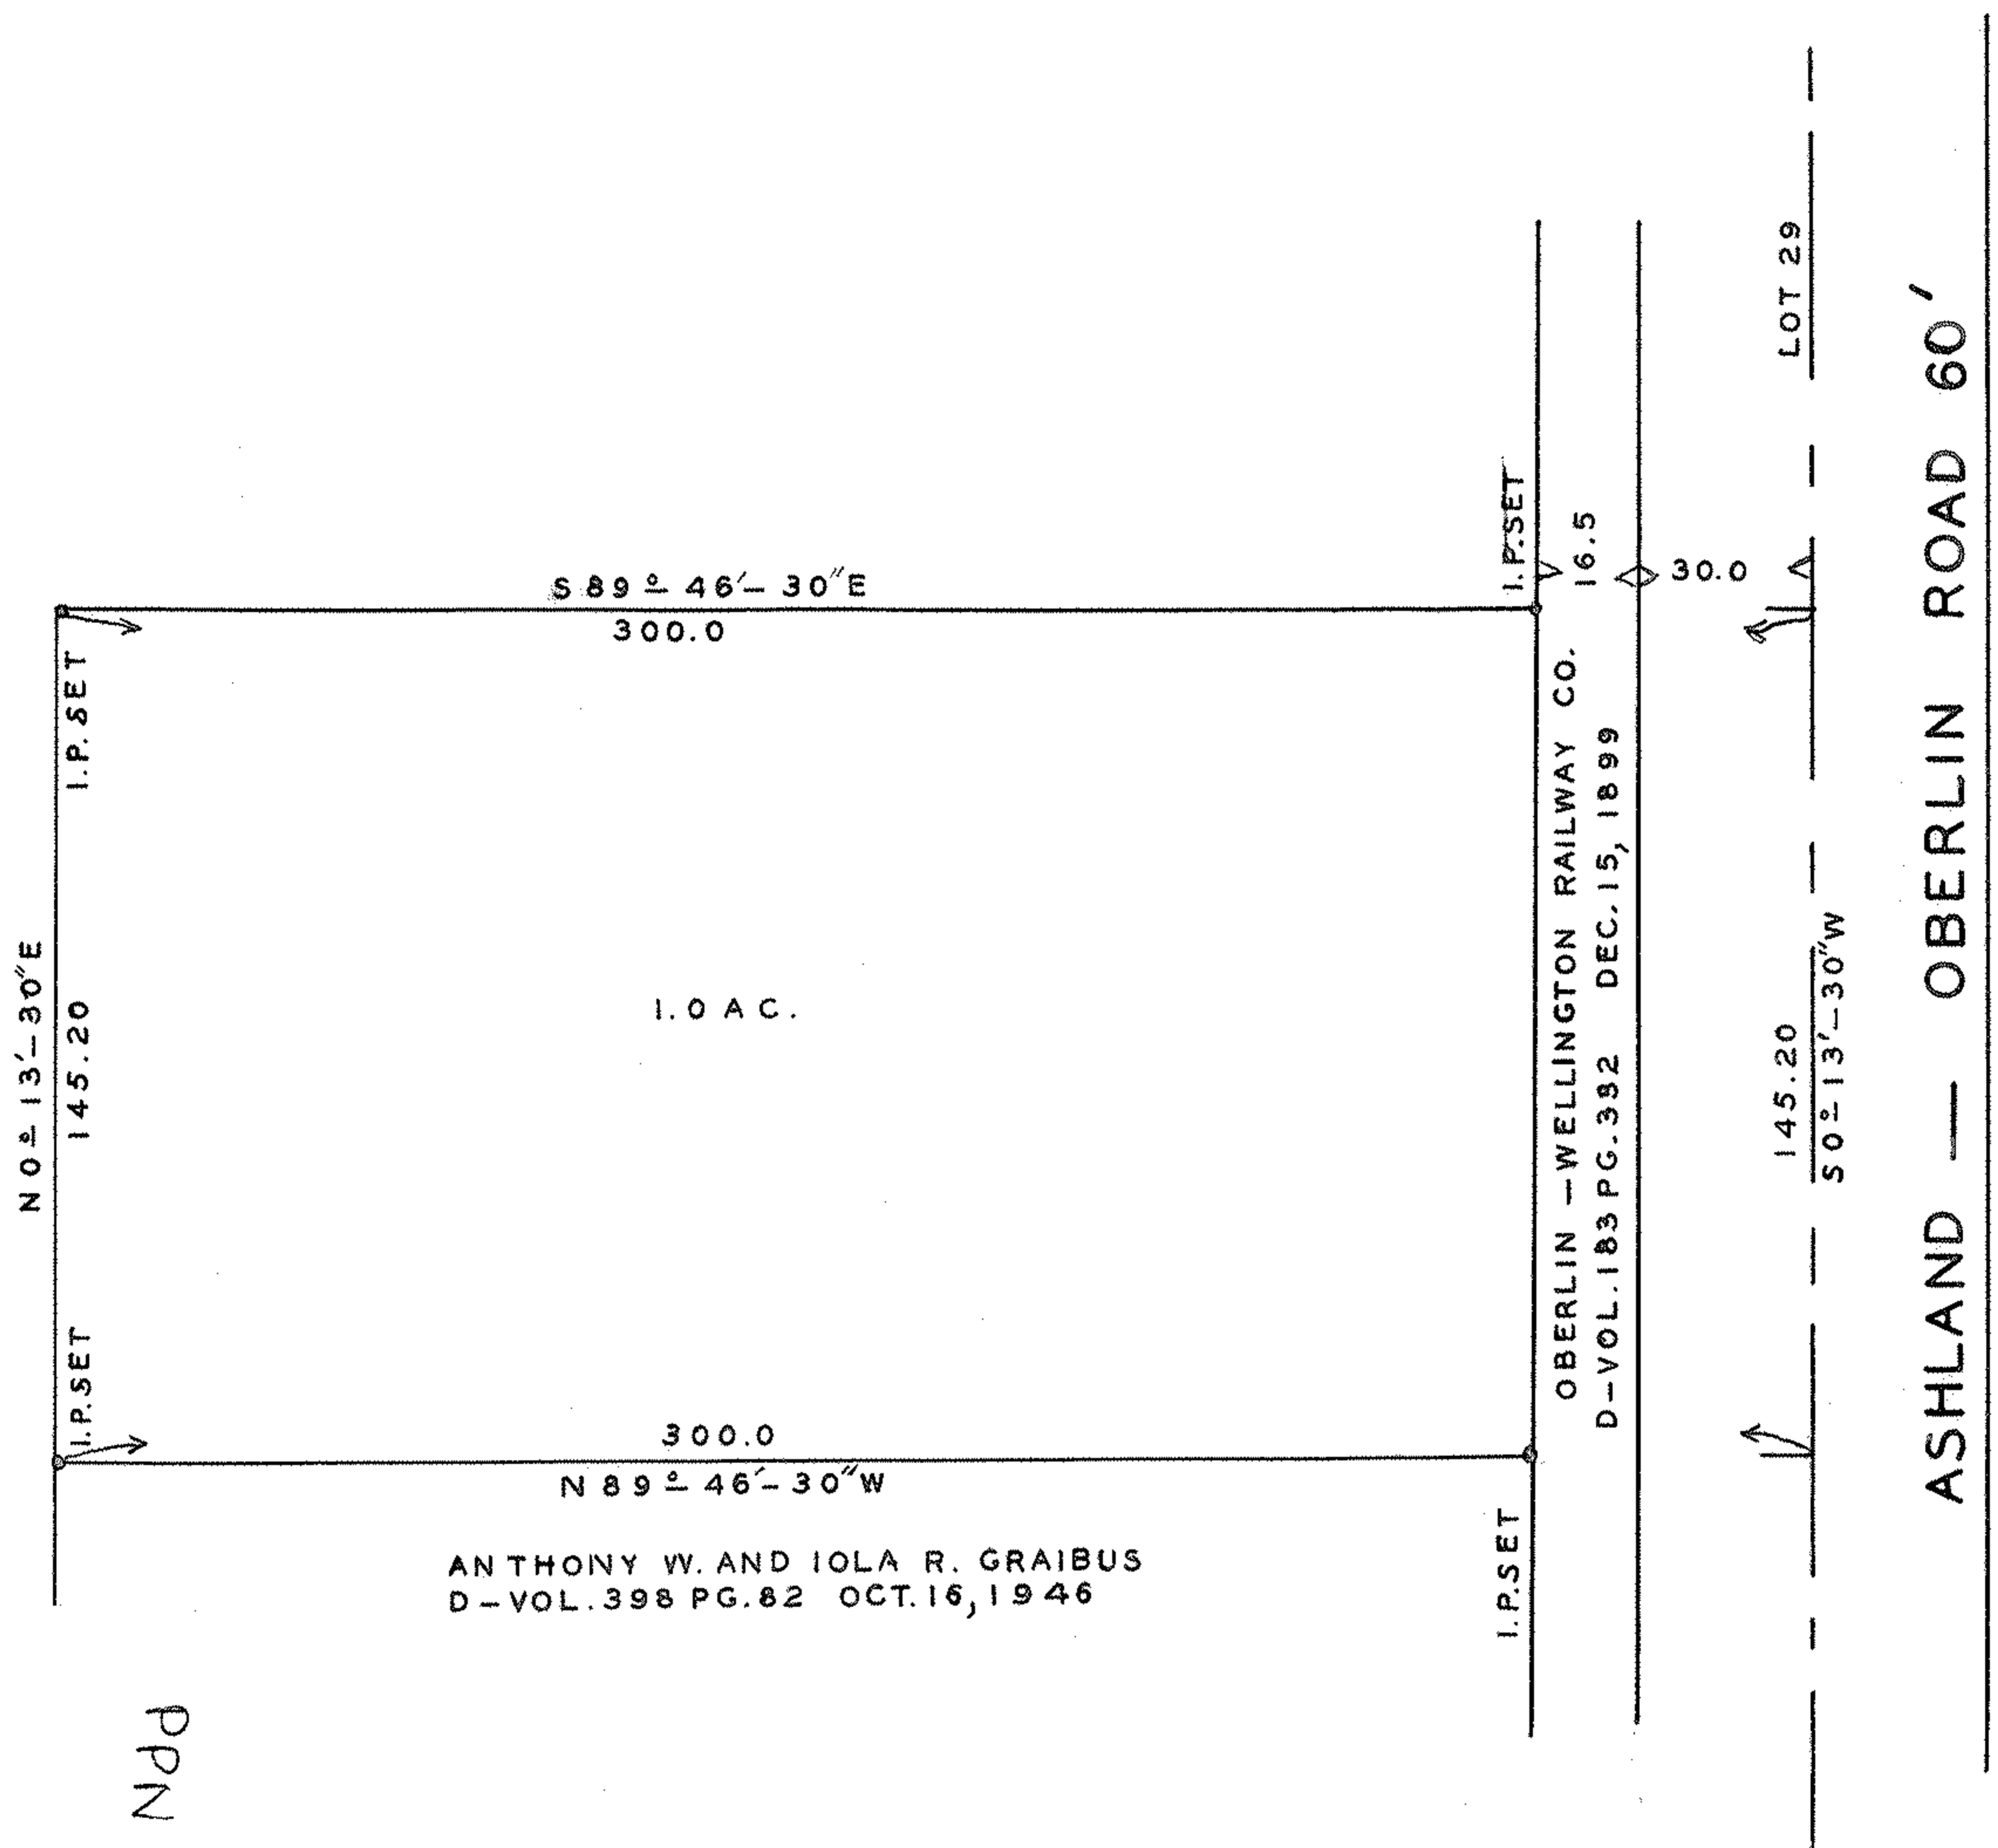 N 0° 13' — 30" E
145.20
I.P. SET
I.P. SET
S 89° — 46' — 30" E
300.0
1.0 AC.
300.0
N 89° — 46' — 30" W
ANTHONY W. AND IOLA R. GRAIBUS
D — VOL. 398 PG. 82 OCT. 16, 1946
I.P. SET
I.P. SET
16.5
30.0
OBERLIN — WELLINGTON RAILWAY CO.
D — VOL. 183 PG. 382 DEC. 15, 1899
LOT 29
145.20
S 0° — 13' — 30" W
ASHLAND — OBERLIN ROAD 60'